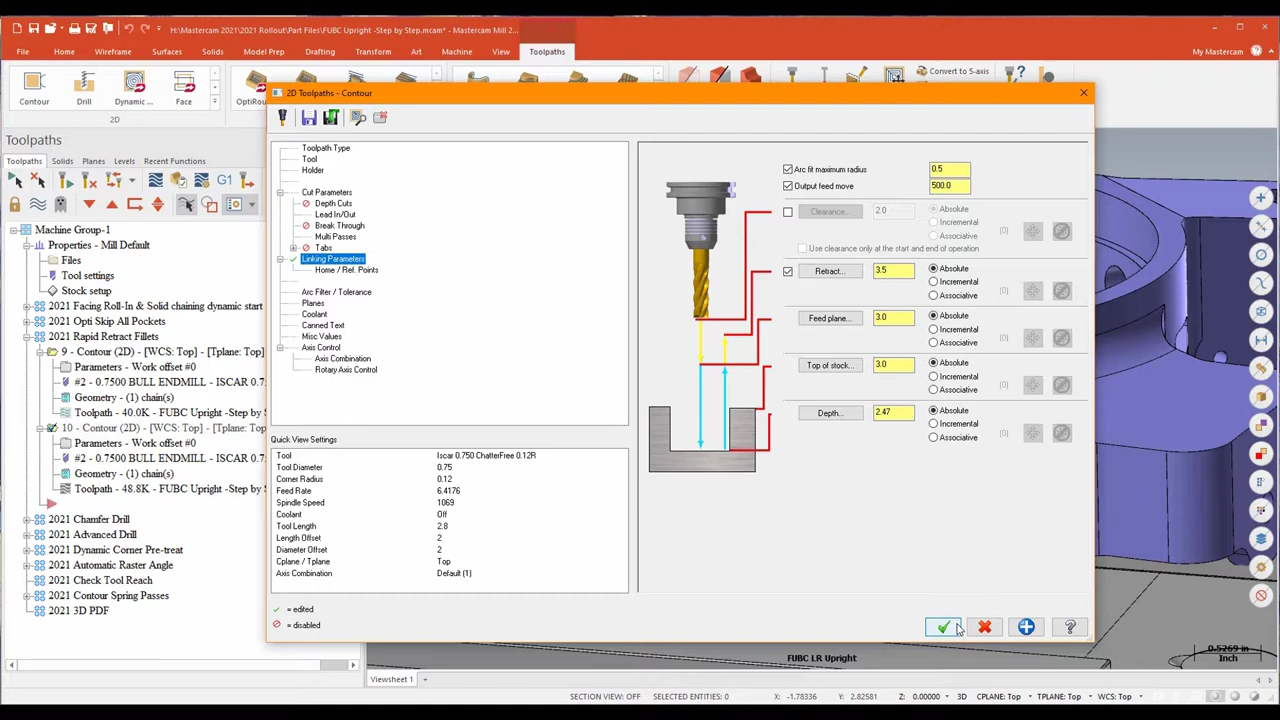 H:\Mastercam 2021\2021 Rollout\Part Files\FUBC Upright -Step by Step.mcam* - Mastercam Mill 2...
File Home Wireframe Surfaces Solids Model Prep Drafting Transform Art Machine View Toolpaths My Mastercam
Contour Drill Dynamic ... Face OptiRou Convert to 5-axis
2D
Toolpaths
Toolpaths Solids Planes Levels Recent Functions
G1
Machine Group-1
Properties - Mill Default
Files
Tool settings
Stock setup
2021 Facing Roll-In & Solid chaining dynamic start
2021 Opti Skip All Pockets
2021 Rapid Retract Fillets
9 - Contour (2D) - [WCS: Top] - [Tplane: Top]
Parameters - Work offset #0
#2 - 0.7500 BULL ENDMILL - ISCAR 0.7
Geometry - (1) chain(s)
Toolpath - 40.0K - FUBC Upright -Step by S
10 - Contour (2D) - [WCS: Top] - [Tplane: Top
Parameters - Work offset #0
#2 - 0.7500 BULL ENDMILL - ISCAR 0.7
Geometry - (1) chain(s)
Toolpath - 48.8K - FUBC Upright -Step by S
2021 Chamfer Drill
2021 Advanced Drill
2021 Dynamic Corner Pre-treat
2021 Automatic Raster Angle
2021 Check Tool Reach
2021 Contour Spring Passes
2021 3D PDF
2D Toolpaths - Contour
Toolpath Type
Tool
Holder
Cut Parameters
Depth Cuts
Lead In/Out
Break Through
Multi Passes
Tabs
Linking Parameters
Home / Ref. Points
Arc Filter / Tolerance
Planes
Coolant
Canned Text
Misc Values
Axis Control
Axis Combination
Rotary Axis Control
Quick View Settings
Tool Iscar 0.750 ChatterFree 0.12R
Tool Diameter 0.75
Corner Radius 0.12
Feed Rate 6.4176
Spindle Speed 1069
Coolant Off
Tool Length 2.8
Length Offset 2
Diameter Offset 2
Cplane / Tplane Top
Axis Combination Default (1)
= edited
= disabled
Arc fit maximum radius 0.5
Output feed move 500.0
Clearance... 2.0 Absolute
Incremental
Associative (0)
Use clearance only at the start and end of operation
Retract... 3.5 Absolute
Incremental
Associative (0)
Feed plane... 3.0 Absolute
Incremental
Associative (0)
Top of stock... 3.0 Absolute
Incremental
Associative (0)
Depth... 2.47 Absolute
Incremental
Associative (0)
FUBC LR Upright
0.5269 in
Inch
Viewsheet 1 +
SECTION VIEW: OFF SELECTED ENTITIES: 0 X: -1.78336 Y: 2.82581 Z: 0.00000 3D CPLANE: Top TPLANE: Top WCS: Top